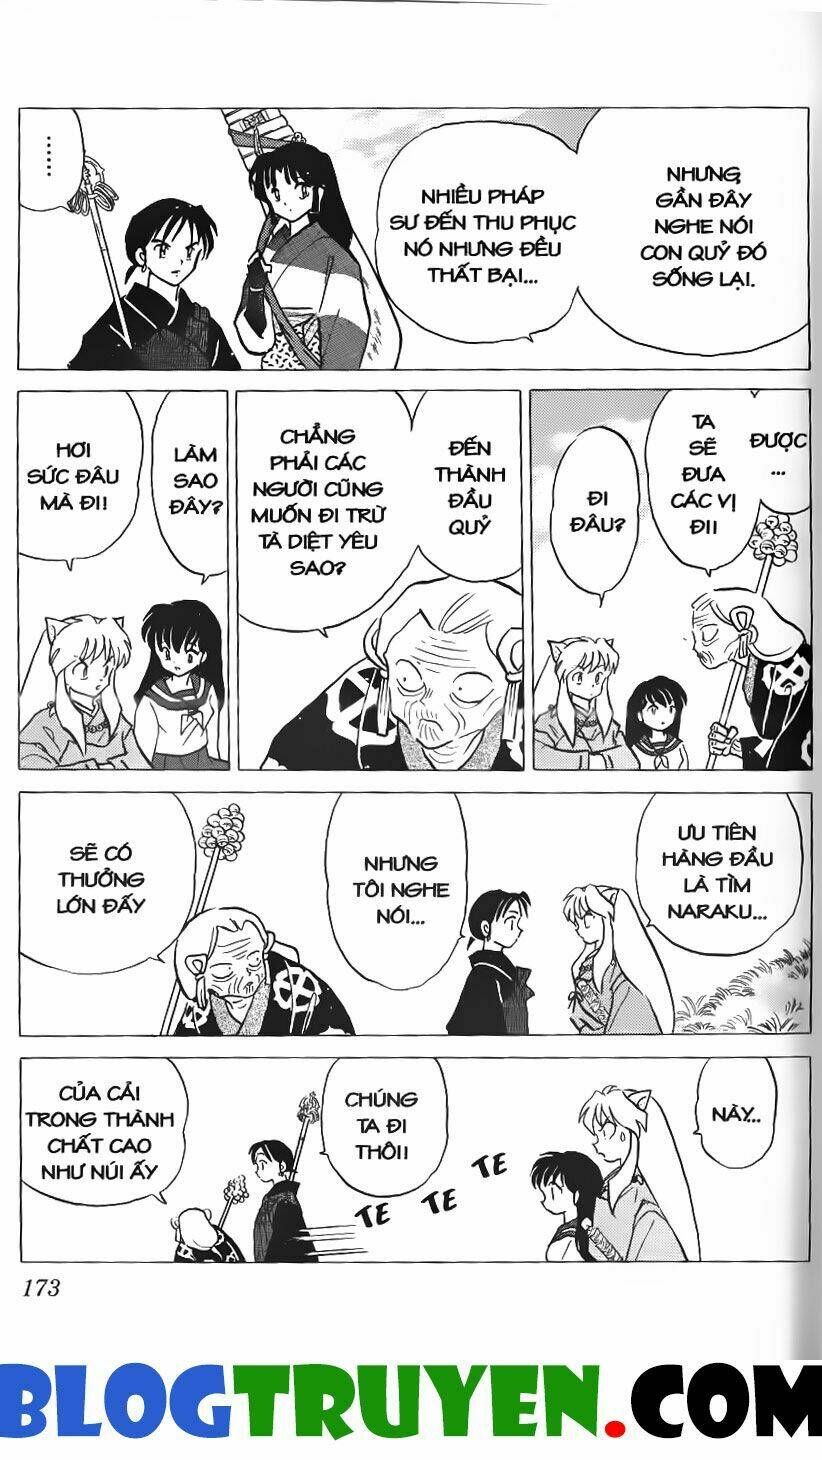 NHƯNG,
GẦN ĐÂY
NGHE NÓI
CON QUỶ ĐÓ
SỐNG LẠI.
NHIỀU PHÁP
SƯ ĐẾN THU PHỤC
NÓ NHƯNG ĐỀU
THẤT BẠI...
......
ĐƯỢC
...
TA
SẼ
ĐƯA
CÁC VỊ
ĐI!
ĐI
ĐÂU?
ĐẾN
THÀNH
ĐẦU
QUỶ
CHẲNG
PHẢI CÁC
NGƯỜI CŨNG
MUỐN ĐI TRỪ
TÀ DIỆT YÊU
SAO?
LÀM
SAO
ĐÂY?
HƠI
SỨC ĐÂU
MÀ ĐI!
ƯU TIÊN
HÀNG ĐẦU
LÀ TÌM
NARAKU...
NHƯNG
TÔI NGHE
NÓI...
SẼ CÓ
THƯỞNG
LỚN ĐẤY
NÀY...
TE
TE
TE
CHÚNG
TA ĐI
THÔI!
CỦA CẢI
TRONG THÀNH
CHẤT CAO
NHƯ NÚI ẤY
173
BLOGTRUYEN.COM